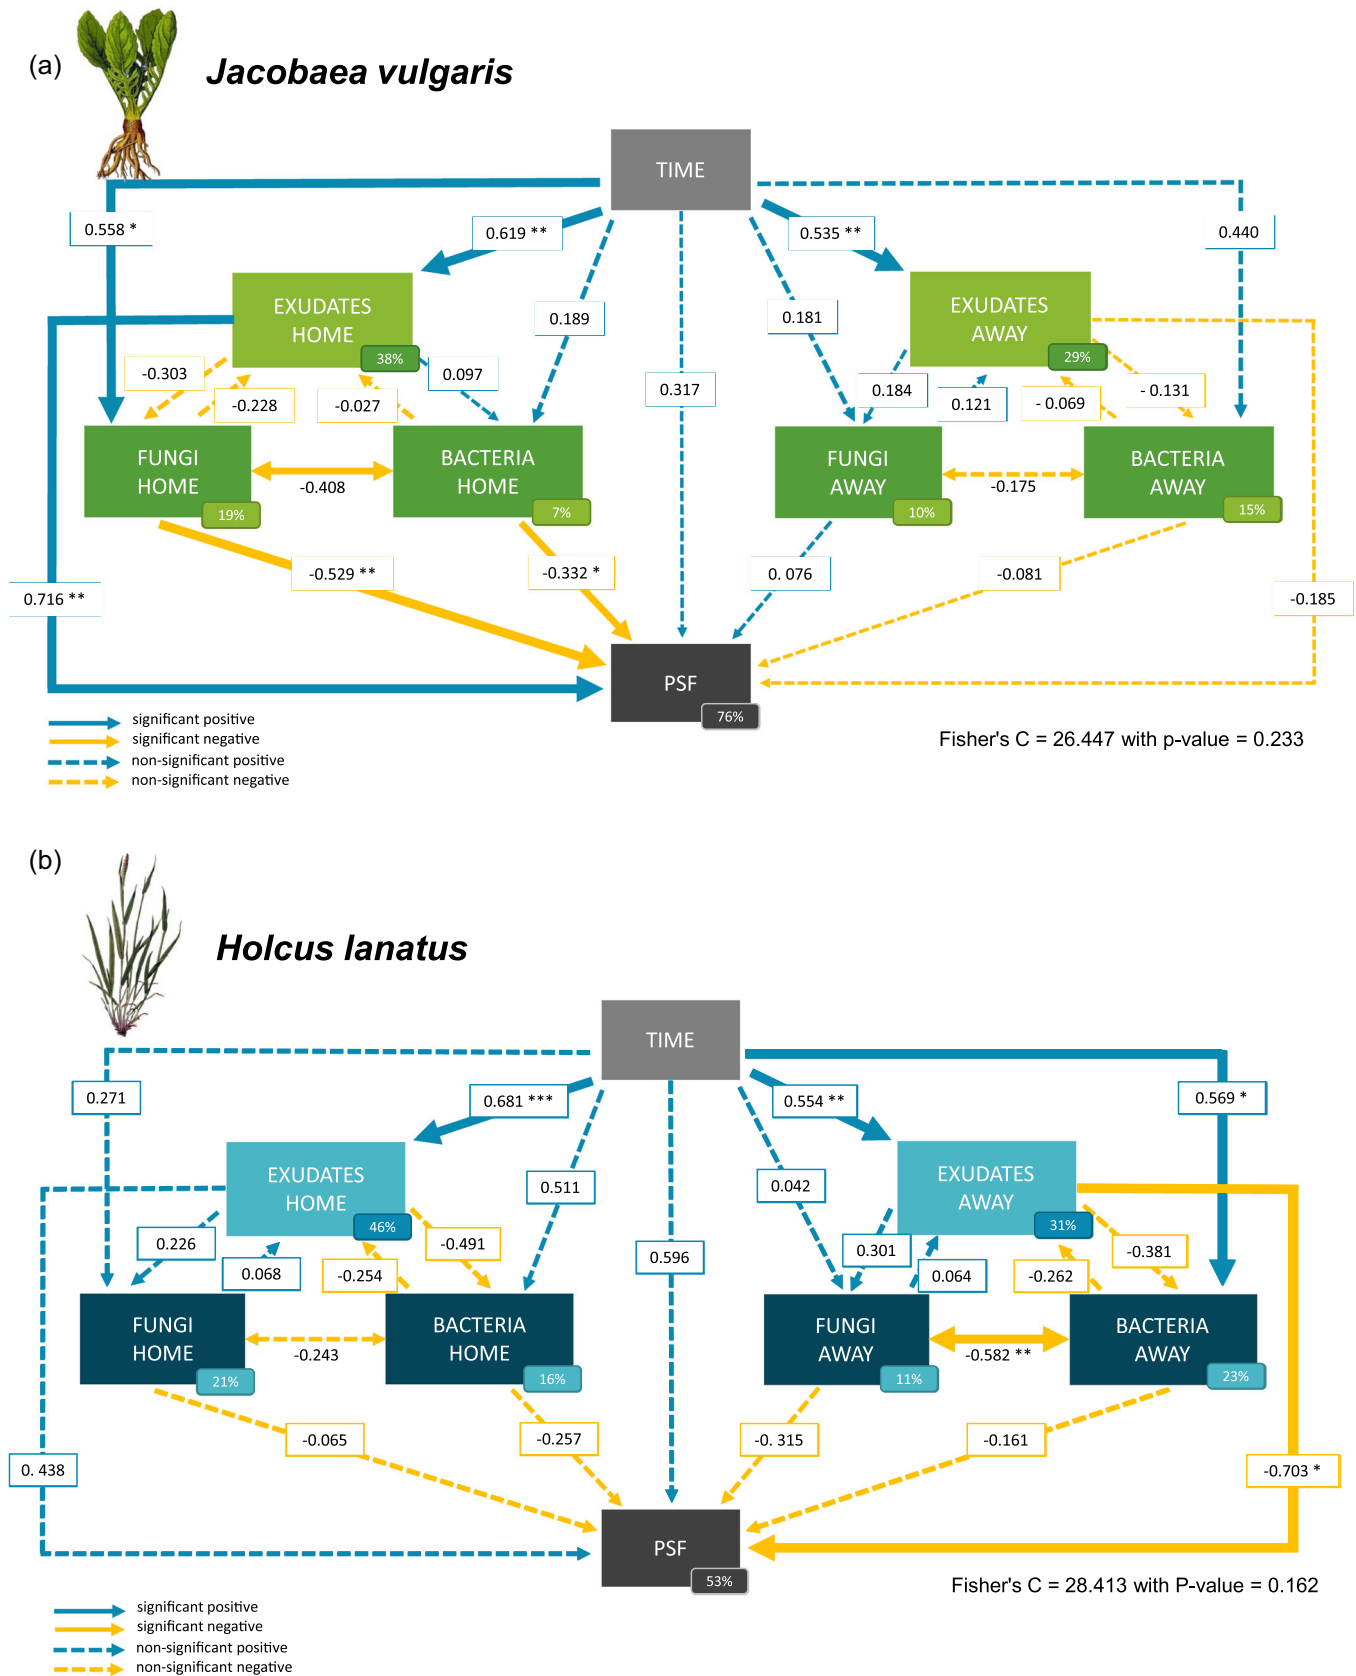 (a)
Jacobaea vulgaris
TIME
0.558 *
0.619 **
0.535 **
0.440
EXUDATES
HOME
38%
EXUDATES
AWAY
29%
0.189
0.181
-0.303
-0.228
-0.027
0.097
0.317
0.184
0.121
- 0.069
- 0.131
FUNGI
HOME
19%
-0.408
BACTERIA
HOME
7%
FUNGI
AWAY
10%
-0.175
BACTERIA
AWAY
15%
0.716 **
-0.529 **
-0.332 *
0. 076
-0.081
-0.185
PSF
76%
significant positive
significant negative
non-significant positive
non-significant negative
Fisher's C = 26.447 with p-value = 0.233
(b)
Holcus lanatus
TIME
0.271
0.681 ***
0.554 **
0.569 *
EXUDATES
HOME
46%
EXUDATES
AWAY
31%
0.511
0.042
0.226
0.068
-0.254
-0.491
0.596
0.301
0.064
-0.262
-0.381
FUNGI
HOME
21%
-0.243
BACTERIA
HOME
16%
FUNGI
AWAY
11%
-0.582 **
BACTERIA
AWAY
23%
0. 438
-0.065
-0.257
-0. 315
-0.161
-0.703 *
PSF
53%
Fisher's C = 28.413 with P-value = 0.162
significant positive
significant negative
non-significant positive
non-significant negative